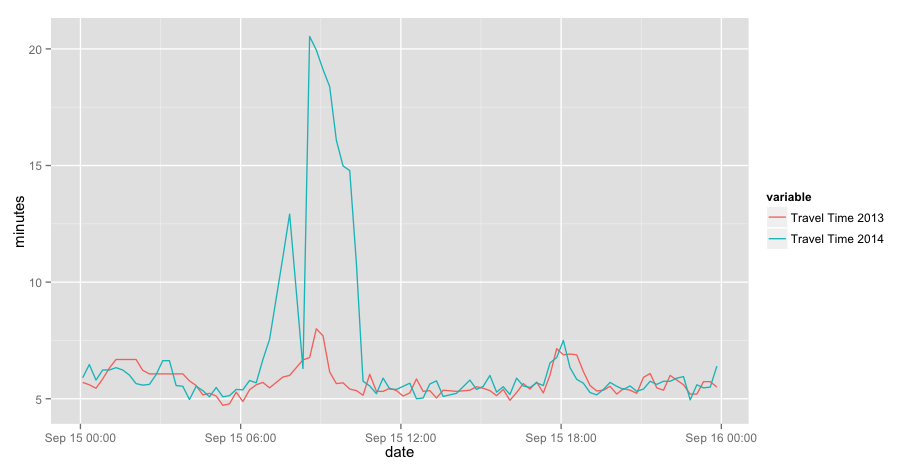 20
15
10
5
minutes
Sep 15 00:00
Sep 15 06:00
Sep 15 12:00
Sep 15 18:00
Sep 16 00:00
date
variable
Travel Time 2013
Travel Time 2014